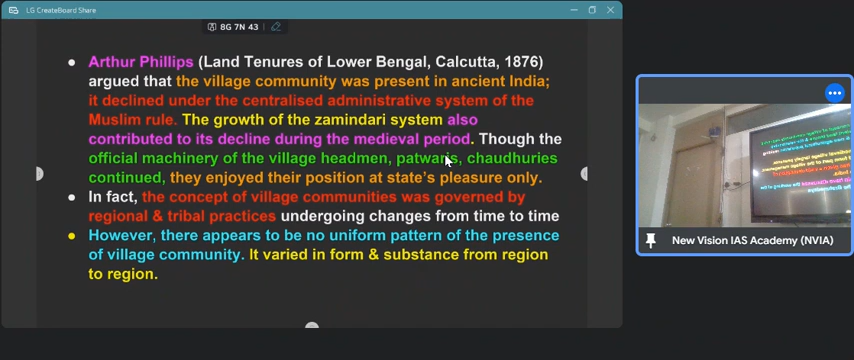 LG CreateBoard Share
8G 7N 43
• Arthur Phillips (Land Tenures of Lower Bengal, Calcutta, 1876)
argued that the village community was present in ancient India;
it declined under the centralised administrative system of the
Muslim rule. The growth of the zamindari system also
contributed to its decline during the medieval period. Though the
official machinery of the village headmen, patwaris, chaudhuries
continued, they enjoyed their position at state's pleasure only.
• In fact, the concept of village communities was governed by
regional & tribal practices undergoing changes from time to time
• However, there appears to be no uniform pattern of the presence
of village community. It varied in form & substance from region
to region.
New Vision IAS Academy (NVIA)